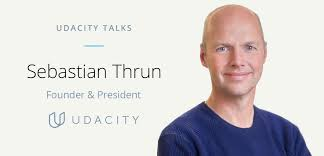 UDACITY TALKS
Sebastian Thrun
Founder & President
UDACITY